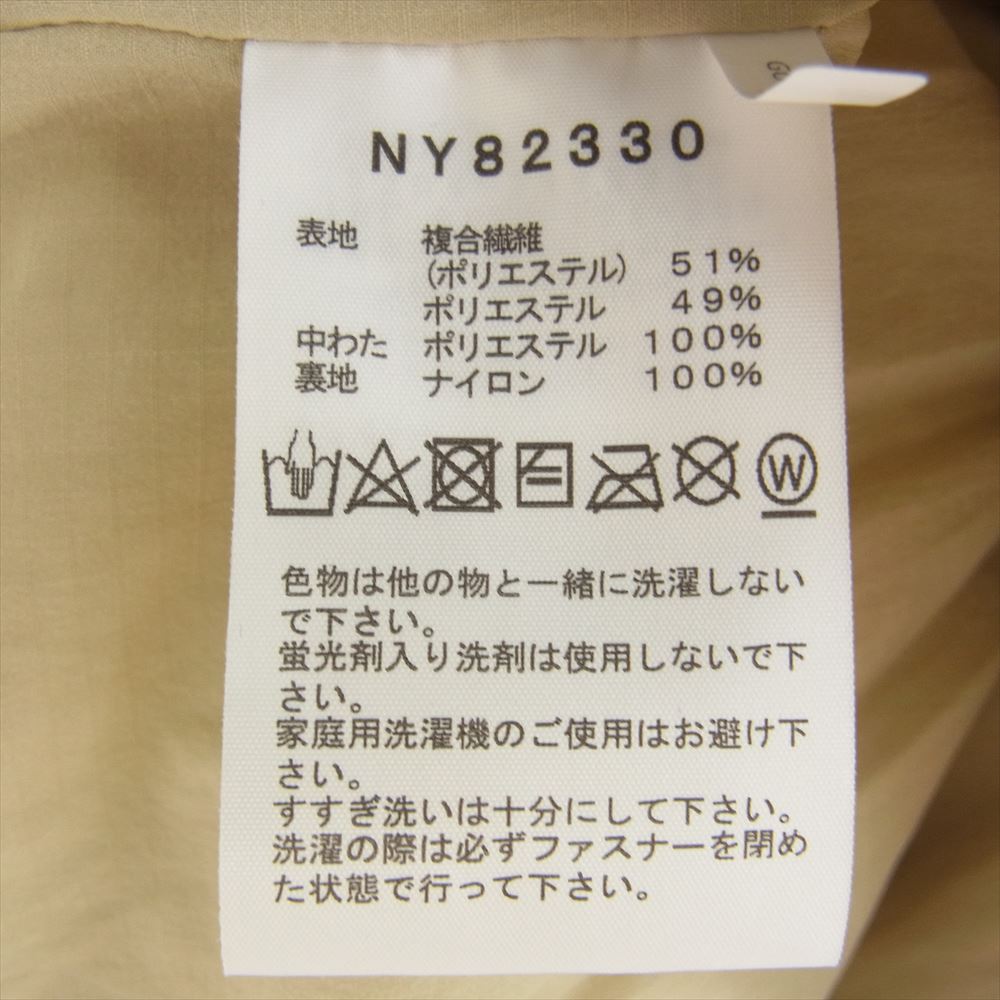 NY82330
表地 複合繊維
(ポリエステル) 51%
ポリエステル 49%
中わた ポリエステル 100%
裏地 ナイロン 100%
W
色物は他の物と一緒に洗濯しない
で下さい。
蛍光剤入り洗剤は使用しないで下
さい。
家庭用洗濯機のご使用はお避け下
さい。
すすぎ洗いは十分にして下さい。
洗濯の際は必ずファスナーを閉め
た状態で行って下さい。